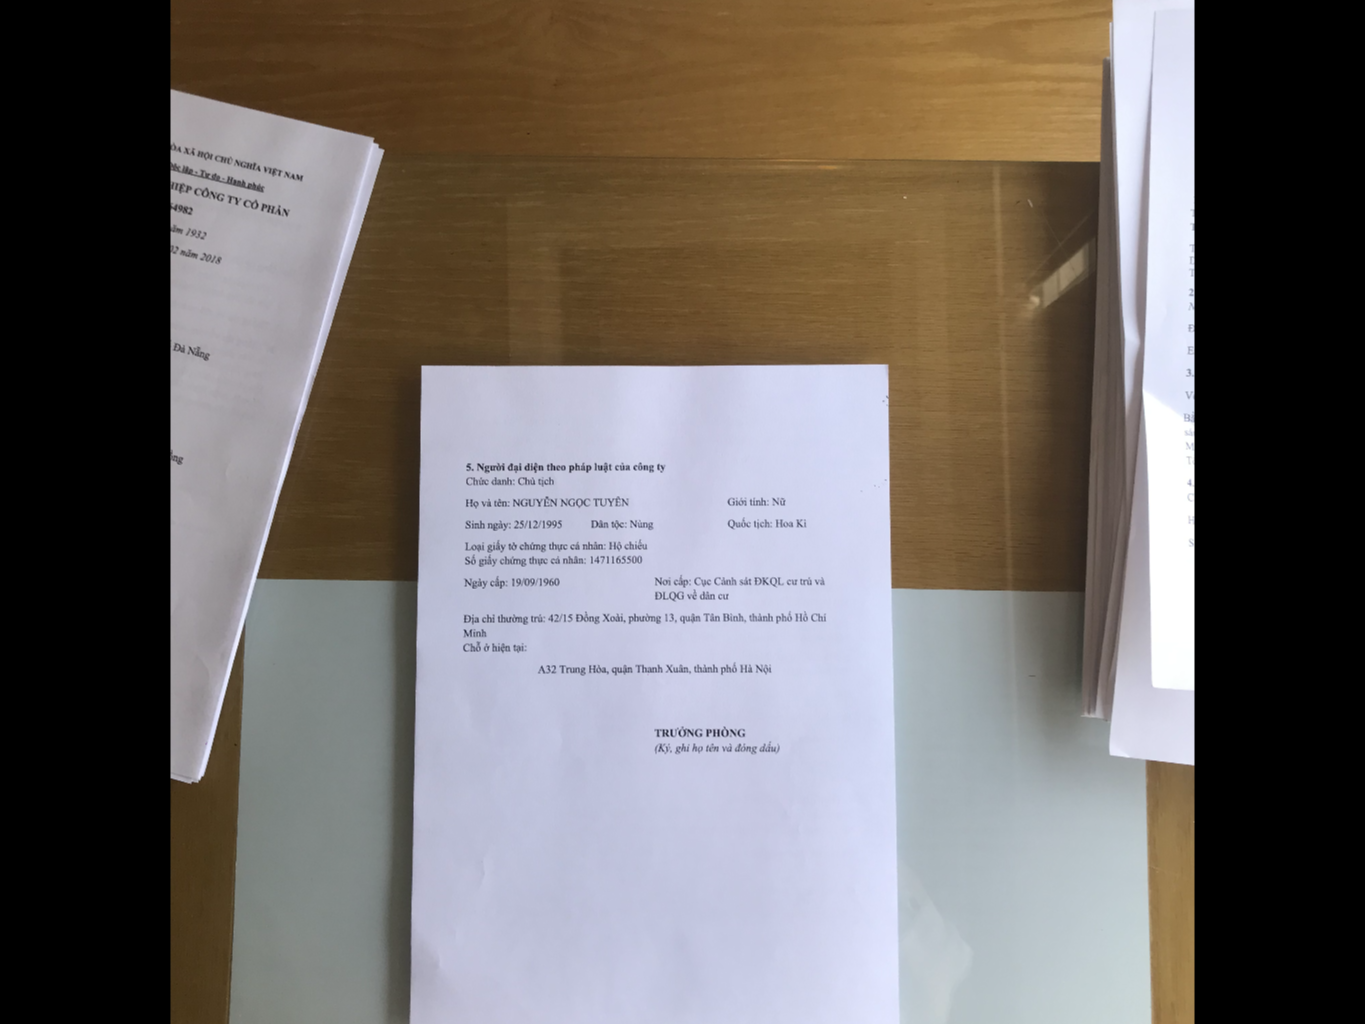 ÒA XÃ HỘI CHỦ NGHĨA VIỆT NAM
Độc lập - Tự do - Hạnh phúc
HIỆP CÔNG TY CỔ PHẦN
54982
năm 1932
02 năm 2018
Đà Nẵng
5. Người đại diện theo pháp luật của công ty
Chức danh: Chủ tịch
Họ và tên: NGUYỄN NGỌC TUYÊN Giới tính: Nữ
Sinh ngày: 25/12/1995 Dân tộc: Nùng Quốc tịch: Hoa Kì
Loại giấy tờ chứng thực cá nhân: Hộ chiếu
Số giấy chứng thực cá nhân: 1471165500
Ngày cấp: 19/09/1960 Nơi cấp: Cục Cảnh sát ĐKQL cư trú và
ĐLQG về dân cư
Địa chỉ thường trú: 42/15 Đồng Xoài, phường 13, quận Tân Bình, thành phố Hồ Chí
Minh
Chỗ ở hiện tại:
A32 Trung Hòa, quận Thanh Xuân, thành phố Hà Nội
TRƯỞNG PHÒNG
(Ký, ghi họ tên và đóng dấu)
2
3.
4.